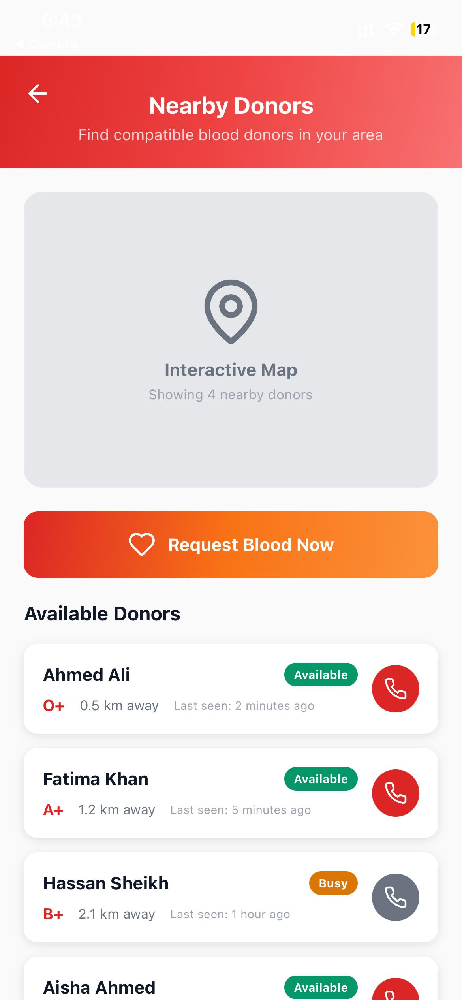 6:43
17
Camera
Nearby Donors
Find compatible blood donors in your area
Interactive Map
Showing 4 nearby donors
Request Blood Now
Available Donors
Ahmed Ali
Available
O+ 0.5 km away Last seen: 2 minutes ago
Fatima Khan
Available
A+ 1.2 km away Last seen: 5 minutes ago
Hassan Sheikh
Busy
B+ 2.1 km away Last seen: 1 hour ago
Aisha Ahmed
Available